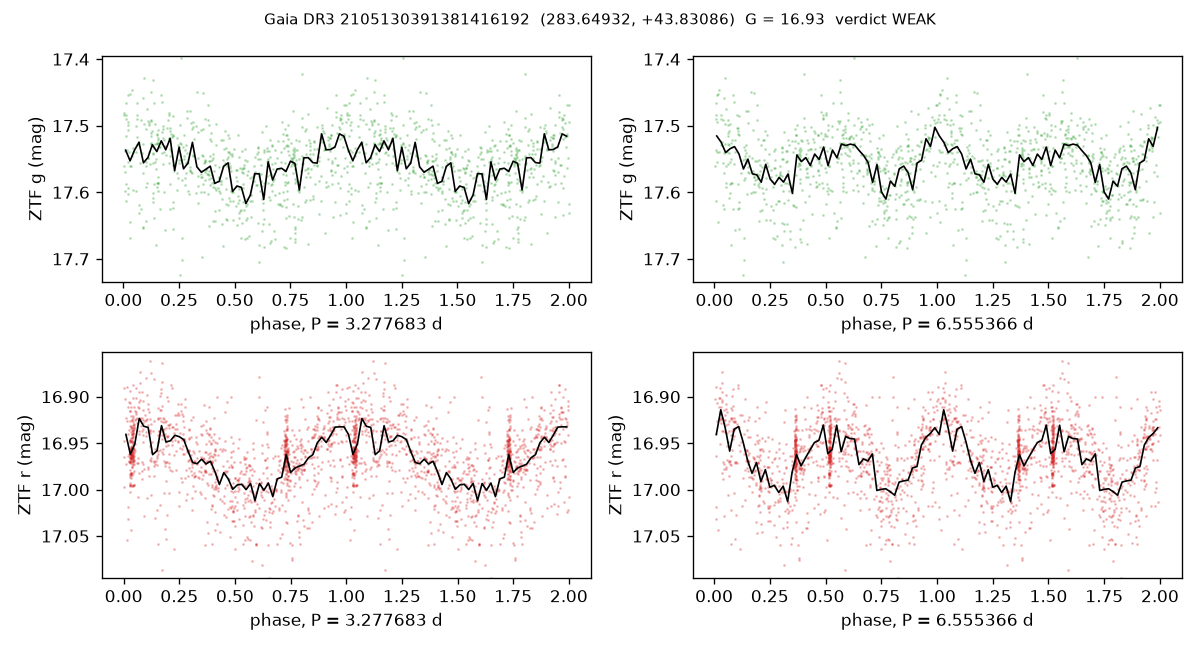 Gaia DR3 2105130391381416192 (283.64932, +43.83086) G = 16.93 verdict WEAK
ZTF g (mag)
17.4
17.5
17.6
17.7
0.00 0.25 0.50 0.75 1.00 1.25 1.50 1.75 2.00
phase, P = 3.277683 d
ZTF g (mag)
17.4
17.5
17.6
17.7
0.00 0.25 0.50 0.75 1.00 1.25 1.50 1.75 2.00
phase, P = 6.555366 d
ZTF r (mag)
16.90
16.95
17.00
17.05
0.00 0.25 0.50 0.75 1.00 1.25 1.50 1.75 2.00
phase, P = 3.277683 d
ZTF r (mag)
16.90
16.95
17.00
17.05
0.00 0.25 0.50 0.75 1.00 1.25 1.50 1.75 2.00
phase, P = 6.555366 d